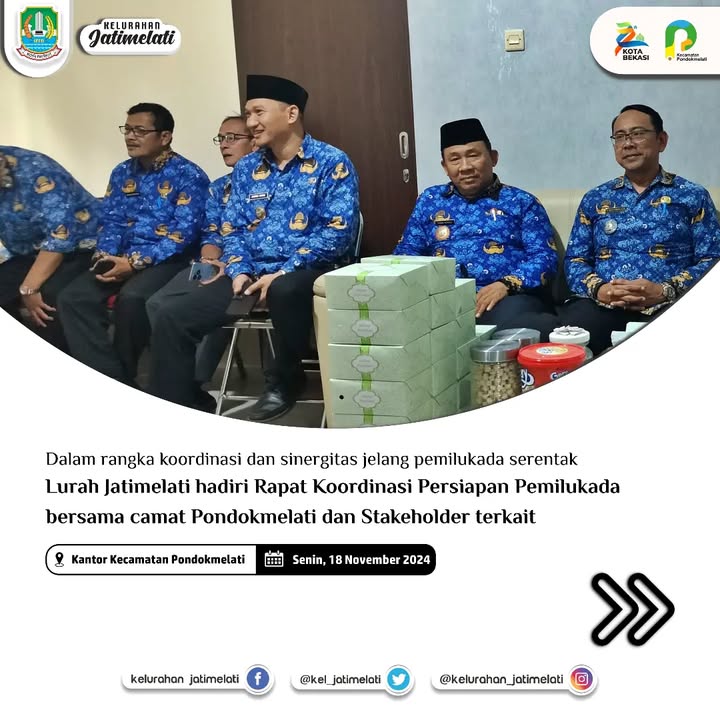 KELURAHAN
Jatimelati
KOTA
BEKASI
Kecamatan
Pondokmelati
Dalam rangka koordinasi dan sinergitas jelang pemilukada serentak
Lurah Jatimelati hadiri Rapat Koordinasi Persiapan Pemilukada
bersama camat Pondokmelati dan Stakeholder terkait
Kantor Kecamatan Pondokmelati
Senin, 18 November 2024
kelurahan jatimelati
@kel_jatimelati
@kelurahan_jatimelati